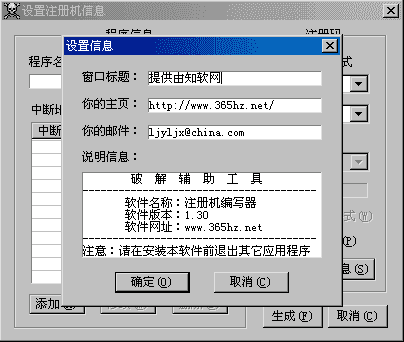 设置注册机信息
程序信息
注册码
程序名
式
中断地
中断
设置信息
窗口标题：提供由知软网
你的主页：http://www.365hz.net/
你的邮件：ljyljx@china.com
说明信息：
破 解 辅 助 工 具
软件名称：注册机编写器
软件版本：1.30
软件网址：www.365hz.net
注意：请在安装本软件前退出其它应用程序
确定(O)
取消(C)
式(W)
(P)
息(S)
添加
生成(F)
取消(C)